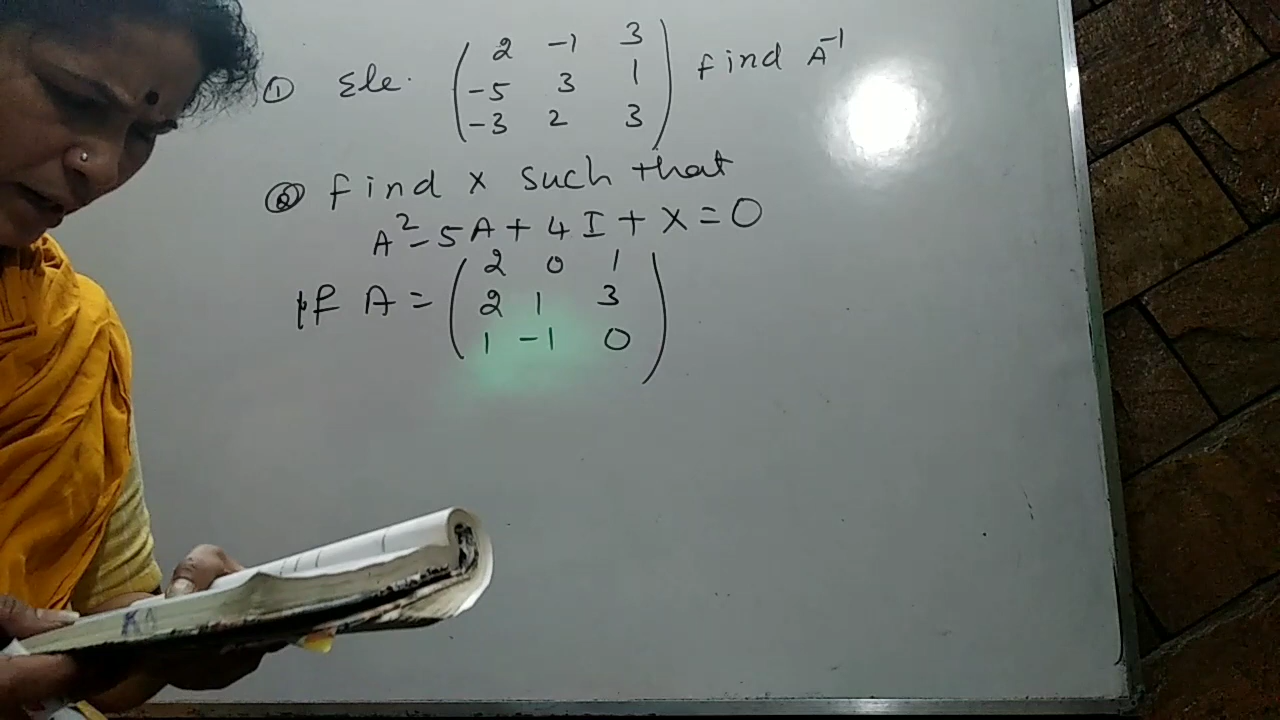 ① Ele. ( 2 -1 3 find A⁻¹
-5 3 1
-3 2 3 )
② find x such that
A² - 5A + 4I + X = 0
If A = ( 2 0 1
2 1 3
1 -1 0 )